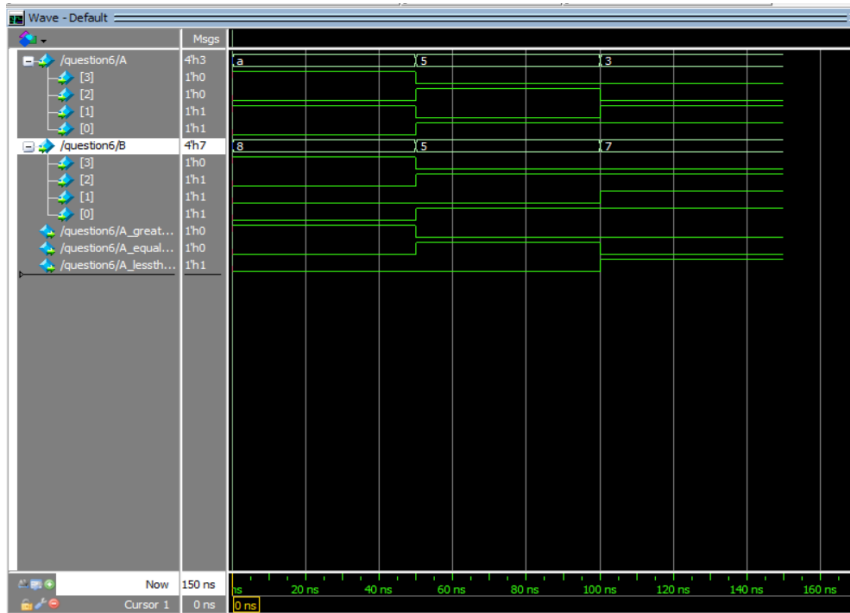 Wave - Default
Msgs
/question6/A 4'h3 a 5 3
[3] 1'h0
[2] 1'h0
[1] 1'h1
[0] 1'h1
/question6/B 4'h7 8 5 7
[3] 1'h0
[2] 1'h1
[1] 1'h1
[0] 1'h1
/question6/A_great... 1'h0
/question6/A_equal... 1'h0
/question6/A_lessth... 1'h1
Now 150 ns ns 20 ns 40 ns 60 ns 80 ns 100 ns 120 ns 140 ns 160 ns
Cursor 1 0 ns 0 ns